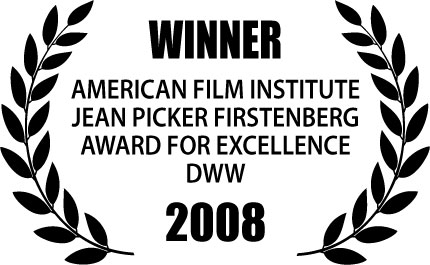 WINNER
AMERICAN FILM INSTITUTE
JEAN PICKER FIRSTENBERG
AWARD FOR EXCELLENCE
DWW
2008